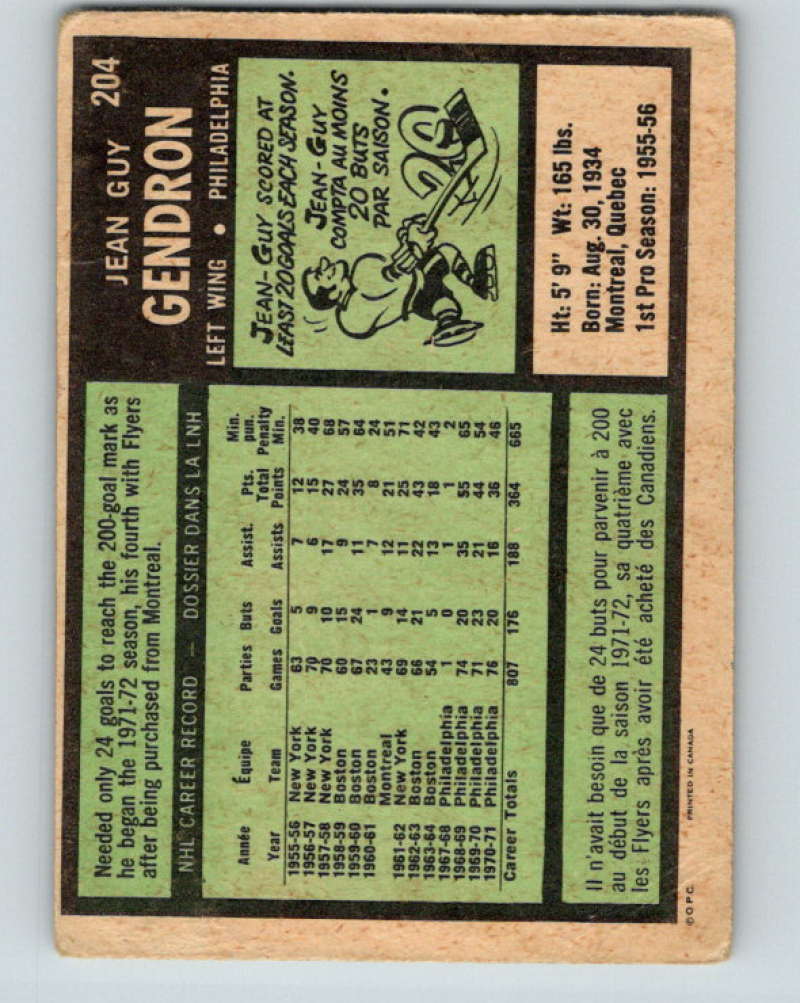 204
JEAN GUY
GENDRON
LEFT WING • PHILADELPHIA
JEAN-GUY SCORED AT
LEAST 20 GOALS EACH SEASON.
JEAN-GUY
COMPTA AU MOINS
20 BUTS
PAR SAISON.
20
Ht: 5' 9" Wt: 165 lbs.
Born: Aug. 30, 1934
Montreal, Quebec
1st Pro Season: 1955-56
Needed only 24 goals to reach the 200-goal mark as
he began the 1971-72 season, his fourth with Flyers
after being purchased from Montreal.
NHL CAREER RECORD — DOSSIER DANS LA LNH
Année Équipe Parties Buts Assist. Pts. Total Min. pun.
Year Team Games Goals Assists Points Penalty Min.
1955-56 New York 63 5 7 12 38
1956-57 New York 70 9 6 15 40
1957-58 New York 70 10 17 27 68
1958-59 Boston 60 15 9 24 57
1959-60 Boston 67 24 11 35 64
1960-61 Boston 23 1 7 8 24
Montreal 43 9 12 21 51
1961-62 New York 69 14 11 25 71
1962-63 Boston 66 21 22 43 42
1963-64 Boston 54 5 13 18 43
1967-68 Philadelphia 1 0 1 1 2
1968-69 Philadelphia 74 20 35 55 65
1969-70 Philadelphia 71 23 21 44 54
1970-71 Philadelphia 76 20 16 36 46
Career Totals 807 176 188 364 665
Il n'avait besoin que de 24 buts pour parvenir à 200
au début de la saison 1971-72, sa quatrième avec
les Flyers après avoir été acheté des Canadiens.
© O.P.C. PRINTED IN CANADA